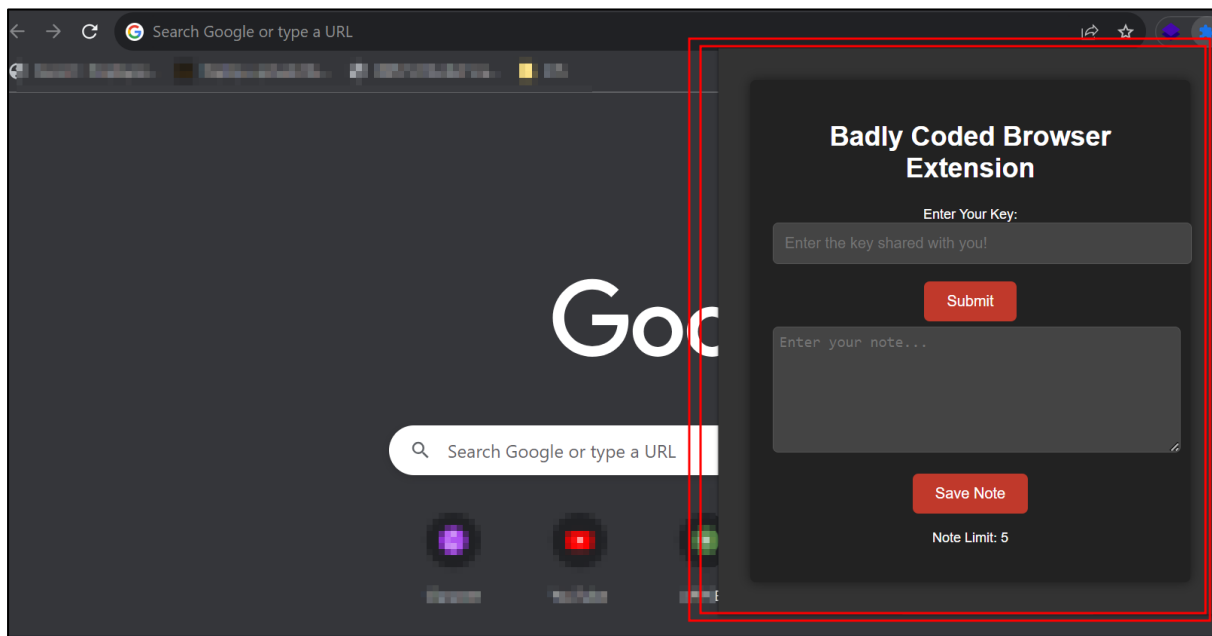 Search Google or type a URL
Badly Coded Browser
Extension
Enter Your Key:
Enter the key shared with you!
Submit
Enter your note...
Search Google or type a URL
Save Note
Note Limit: 5